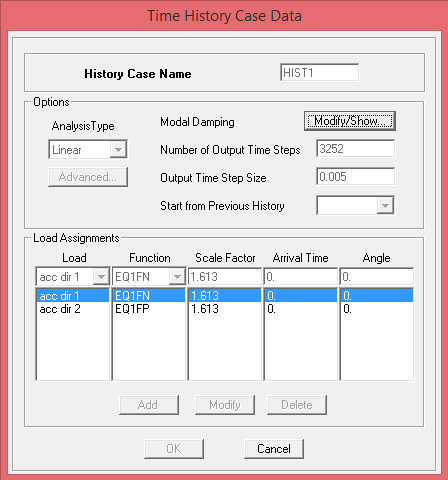 Time History Case Data
History Case Name HIST1
Options
AnalysisType
Linear
Advanced...
Modal Damping Modify/Show...
Number of Output Time Steps 3252
Output Time Step Size 0.005
Start from Previous History
Load Assignments
Load Function Scale Factor Arrival Time Angle
acc dir 1 EQ1FN 1.613 0. 0.
acc dir 1 EQ1FN 1.613 0. 0.
acc dir 2 EQ1FP 1.613 0. 0.
Add Modify Delete
OK Cancel